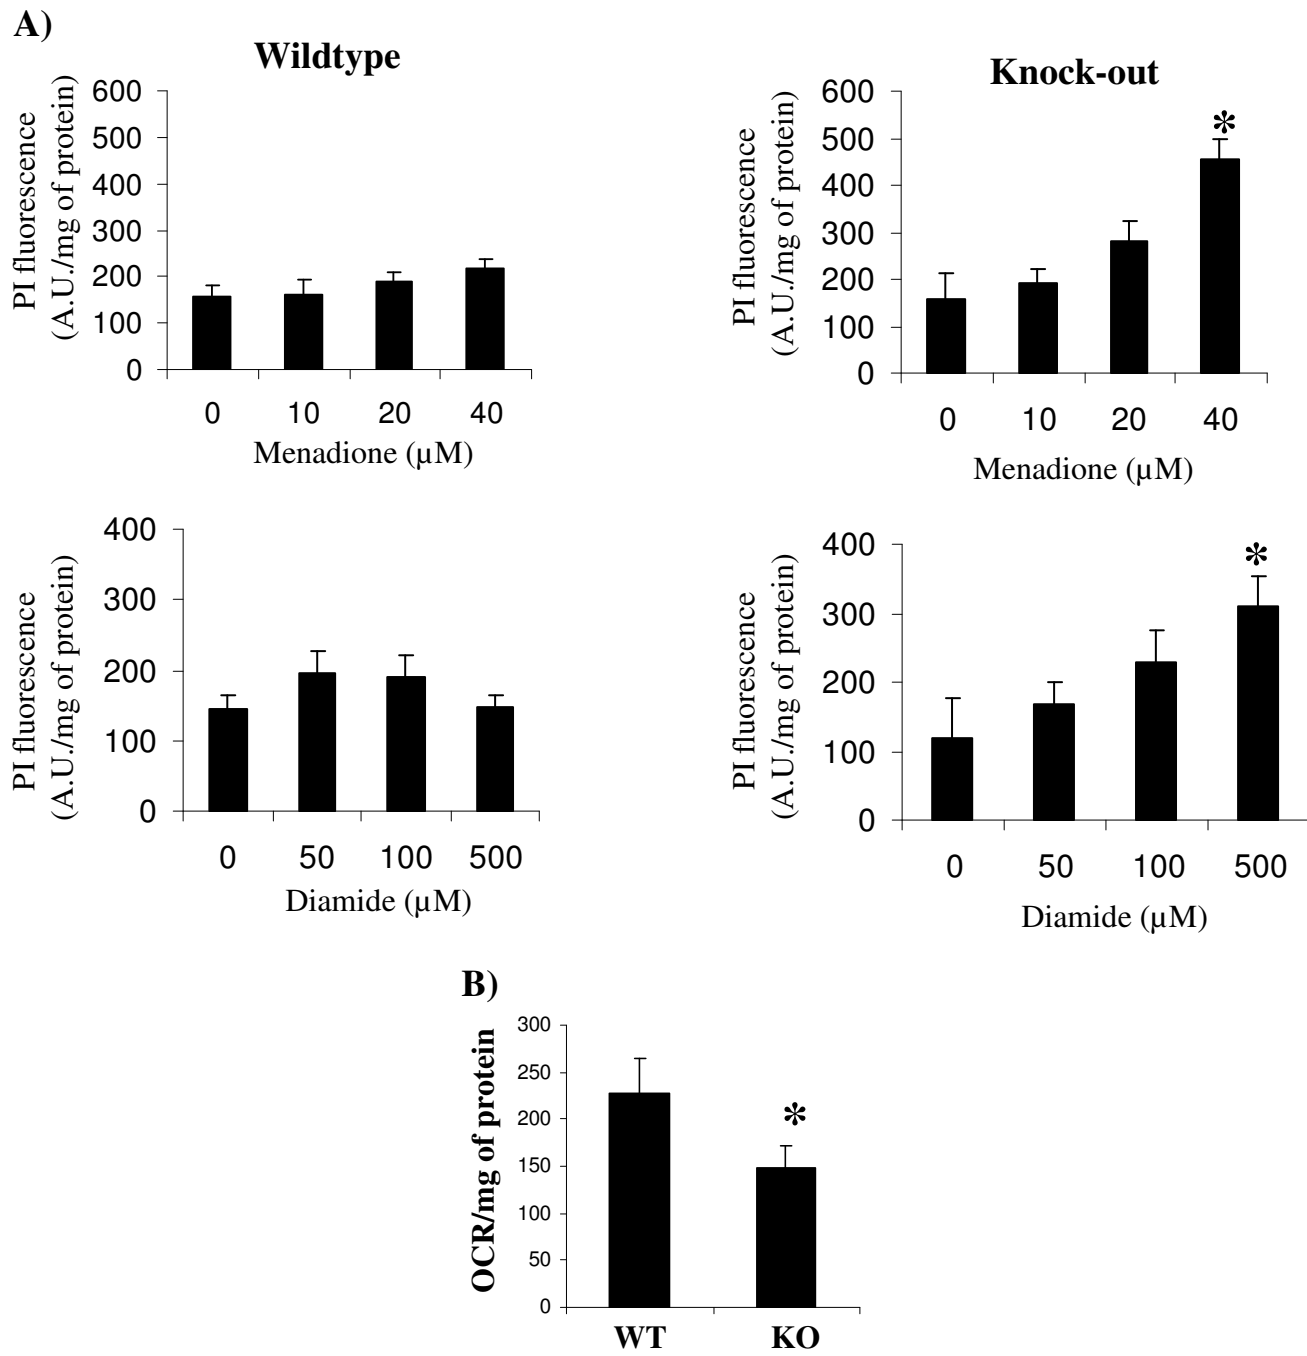 A)
Wildtype
PI fluorescence
(A.U./mg of protein)
600
500
400
300
200
100
0
0 10 20 40
Menadione (µM)
Knock-out
PI fluorescence
(A.U./mg of protein)
600
500
400
300
200
100
0
*
0 10 20 40
Menadione (µM)
PI fluorescence
(A.U./mg of protein)
400
300
200
100
0
0 50 100 500
Diamide (µM)
PI fluorescence
(A.U./mg of protein)
400
300
200
100
0
*
0 50 100 500
Diamide (µM)
B)
OCR/mg of protein
300
250
200
150
100
50
0
*
WT KO